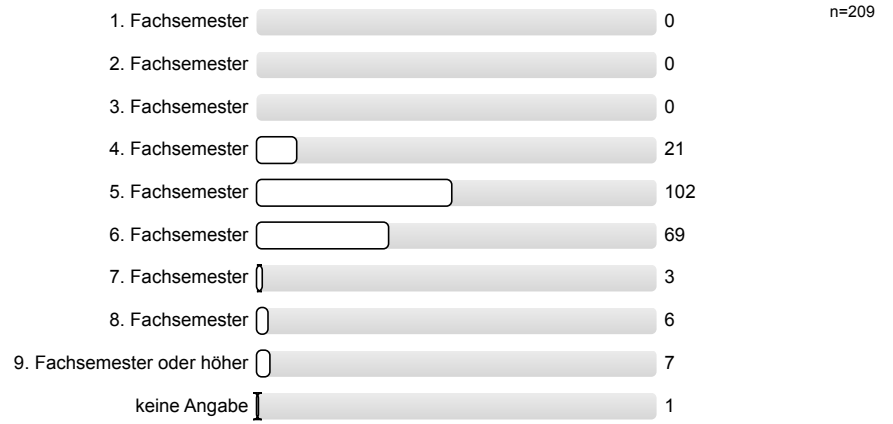 n=209
1. Fachsemester 0
2. Fachsemester 0
3. Fachsemester 0
4. Fachsemester 21
5. Fachsemester 102
6. Fachsemester 69
7. Fachsemester 3
8. Fachsemester 6
9. Fachsemester oder höher 7
keine Angabe 1